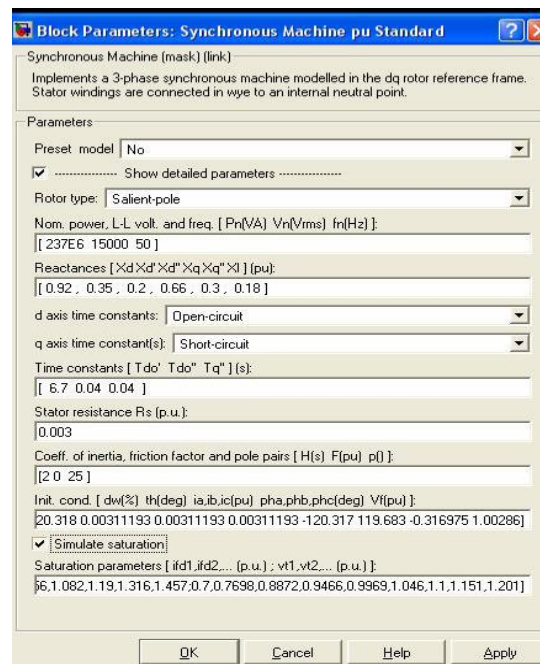 Block Parameters: Synchronous Machine pu Standard
Synchronous Machine (mask) (link)
Implements a 3-phase synchronous machine modelled in the dq rotor reference frame.
Stator windings are connected in wye to an internal neutral point.
Parameters
Preset model No
---------------- Show detailed parameters ----------------
Rotor type: Salient-pole
Nom. power, L-L volt. and freq. [ Pn(VA) Vn(Vrms) fn(Hz) ]:
[ 237E6 15000 50 ]
Reactances [ Xd Xd' Xd'' Xq Xq'' Xl ] (pu):
[ 0.92 , 0.35 , 0.2 , 0.66 , 0.3 , 0.18 ]
d axis time constants: Open-circuit
q axis time constant(s): Short-circuit
Time constants [ Tdo' Tdo'' Tq'' ] (s):
[ 6.7 0.04 0.04 ]
Stator resistance Rs (p.u.):
0.003
Coeff. of inertia, friction factor and pole pairs [ H(s) F(pu) p() ]:
[2 0 25 ]
Init. cond. [ dw(%) th(deg) ia,ib,ic(pu) pha,phb,phc(deg) Vf(pu) ]:
20.318 0.00311193 0.00311193 0.00311193 -120.317 119.683 -0.316975 1.00286]
Simulate saturation
Saturation parameters [ ifd1,ifd2,... (p.u.) ; vt1,vt2,... (p.u.) ]:
6,1.082,1.19,1.316,1.457;0.7,0.7698,0.8872,0.9466,0.9969,1.046,1.1,1.151,1.201]
OK Cancel Help Apply